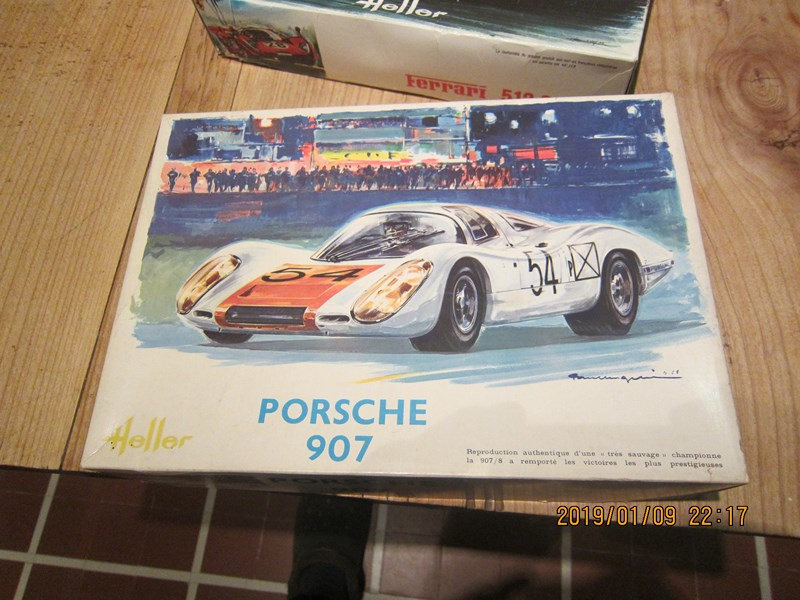 Heller
Ferrari 512
54
54
PORSCHE
907
Heller
Reproduction authentique d'une « très sauvage » championne
la 907/8 a remporté les victoires les plus prestigieuses
2019/01/09 22:17